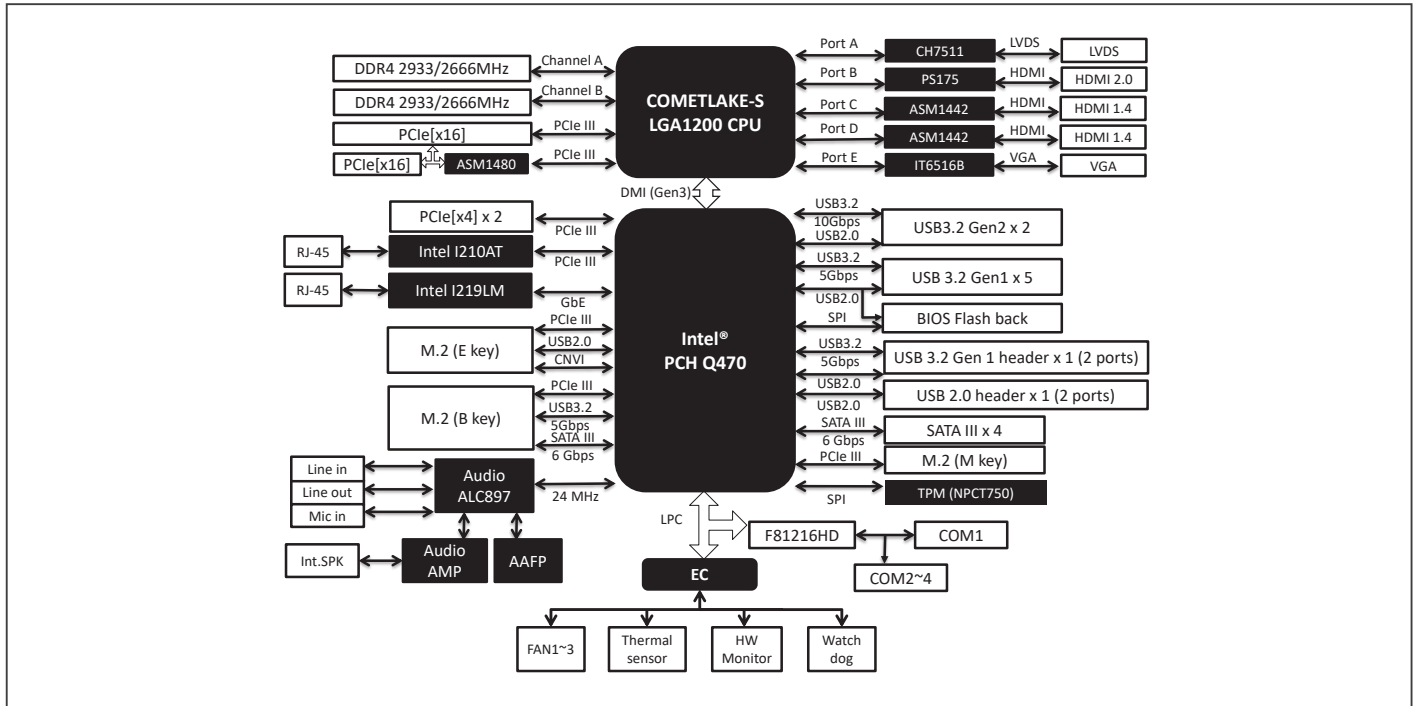 DDR4 2933/2666MHz
Channel A
DDR4 2933/2666MHz
Channel B
PCIe[x16]
PCIe III
PCIe[x16]
ASM1480
PCIe III
COMETLAKE-S
LGA1200 CPU
Port A
CH7511
LVDS
LVDS
Port B
PS175
HDMI
HDMI 2.0
Port C
ASM1442
HDMI
HDMI 1.4
Port D
ASM1442
HDMI
HDMI 1.4
Port E
IT6516B
VGA
VGA
DMI (Gen3)
PCIe[x4] x 2
PCIe III
RJ-45
Intel I210AT
PCIe III
RJ-45
Intel I219LM
GbE
M.2 (E key)
PCIe III
USB2.0
CNVI
M.2 (B key)
PCIe III
USB3.2
5Gbps
SATA III
6 Gbps
Line in
Line out
Mic in
Audio
ALC897
24 MHz
Int.SPK
Audio
AMP
AAFP
Intel®
PCH Q470
USB3.2
10Gbps
USB2.0
USB3.2 Gen2 x 2
USB3.2
5Gbps
USB2.0
USB 3.2 Gen1 x 5
SPI
BIOS Flash back
USB3.2
5Gbps
USB 3.2 Gen 1 header x 1 (2 ports)
USB2.0
USB 2.0 header x 1 (2 ports)
USB2.0
SATA III
6 Gbps
SATA III x 4
PCIe III
M.2 (M key)
SPI
TPM (NPCT750)
LPC
F81216HD
COM1
COM2~4
EC
FAN1~3
Thermal
sensor
HW
Monitor
Watch
dog